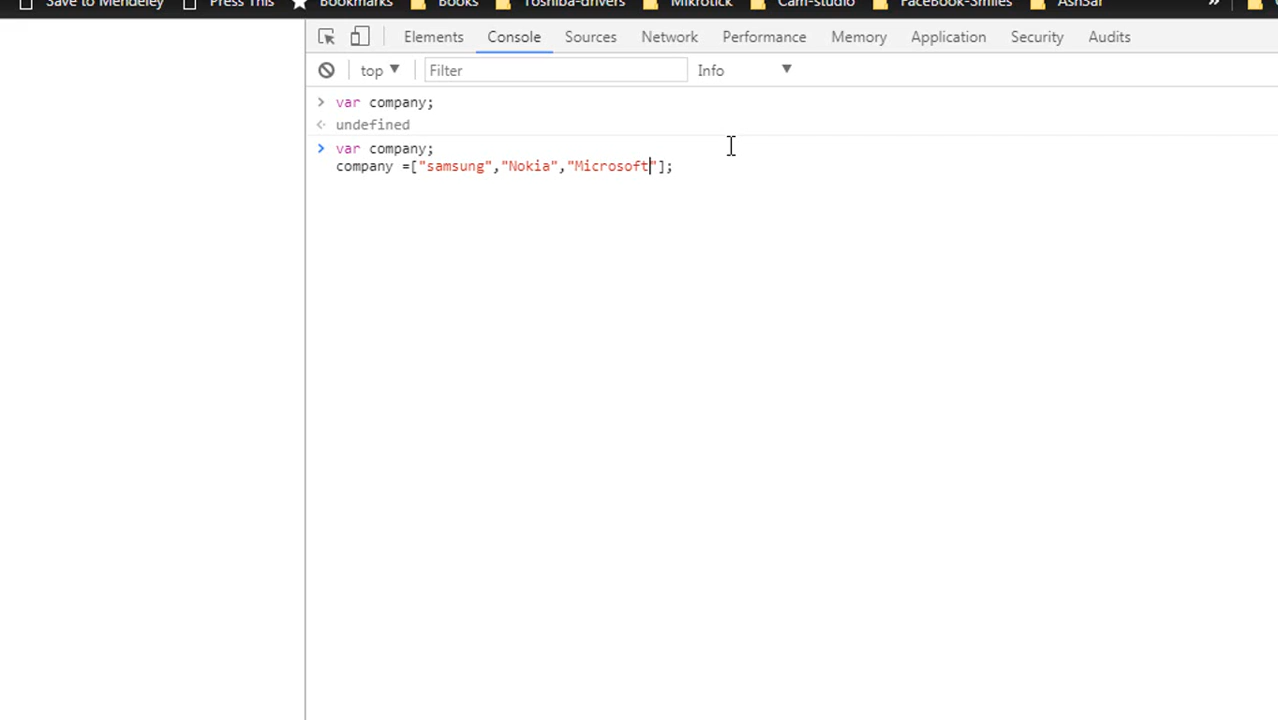 Save to Mendeley Press This Bookmarks Books Toshiba-drivers Mikrotick Cam-studio FaceBook-Smiles AshSar »
Elements Console Sources Network Performance Memory Application Security Audits
top ▼ Filter Info ▼
> var company;
undefined
> var company;
company =["samsung","Nokia","Microsoft"];